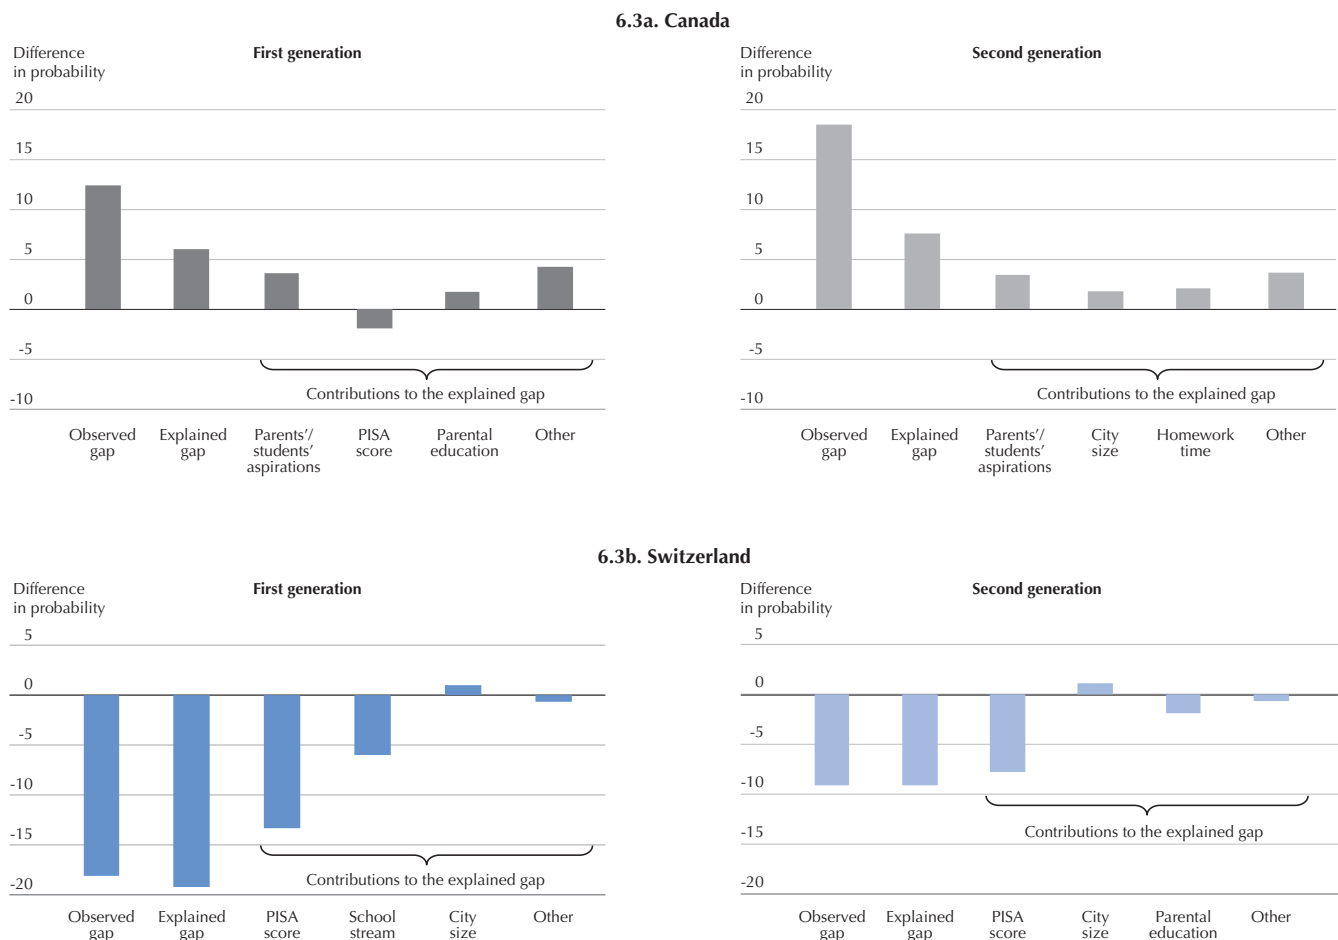 6.3a. Canada
Difference
in probability
First generation
20
15
10
5
0
-5
-10
Contributions to the explained gap
Observed
gap
Explained
gap
Parents'/
students'
aspirations
PISA
score
Parental
education
Other
Difference
in probability
Second generation
20
15
10
5
0
-5
-10
Contributions to the explained gap
Observed
gap
Explained
gap
Parents'/
students'
aspirations
City
size
Homework
time
Other
6.3b. Switzerland
Difference
in probability
First generation
5
0
-5
-10
-15
-20
Contributions to the explained gap
Observed
gap
Explained
gap
PISA
score
School
stream
City
size
Other
Difference
in probability
Second generation
5
0
-5
-10
-15
-20
Contributions to the explained gap
Observed
gap
Explained
gap
PISA
score
City
size
Parental
education
Other